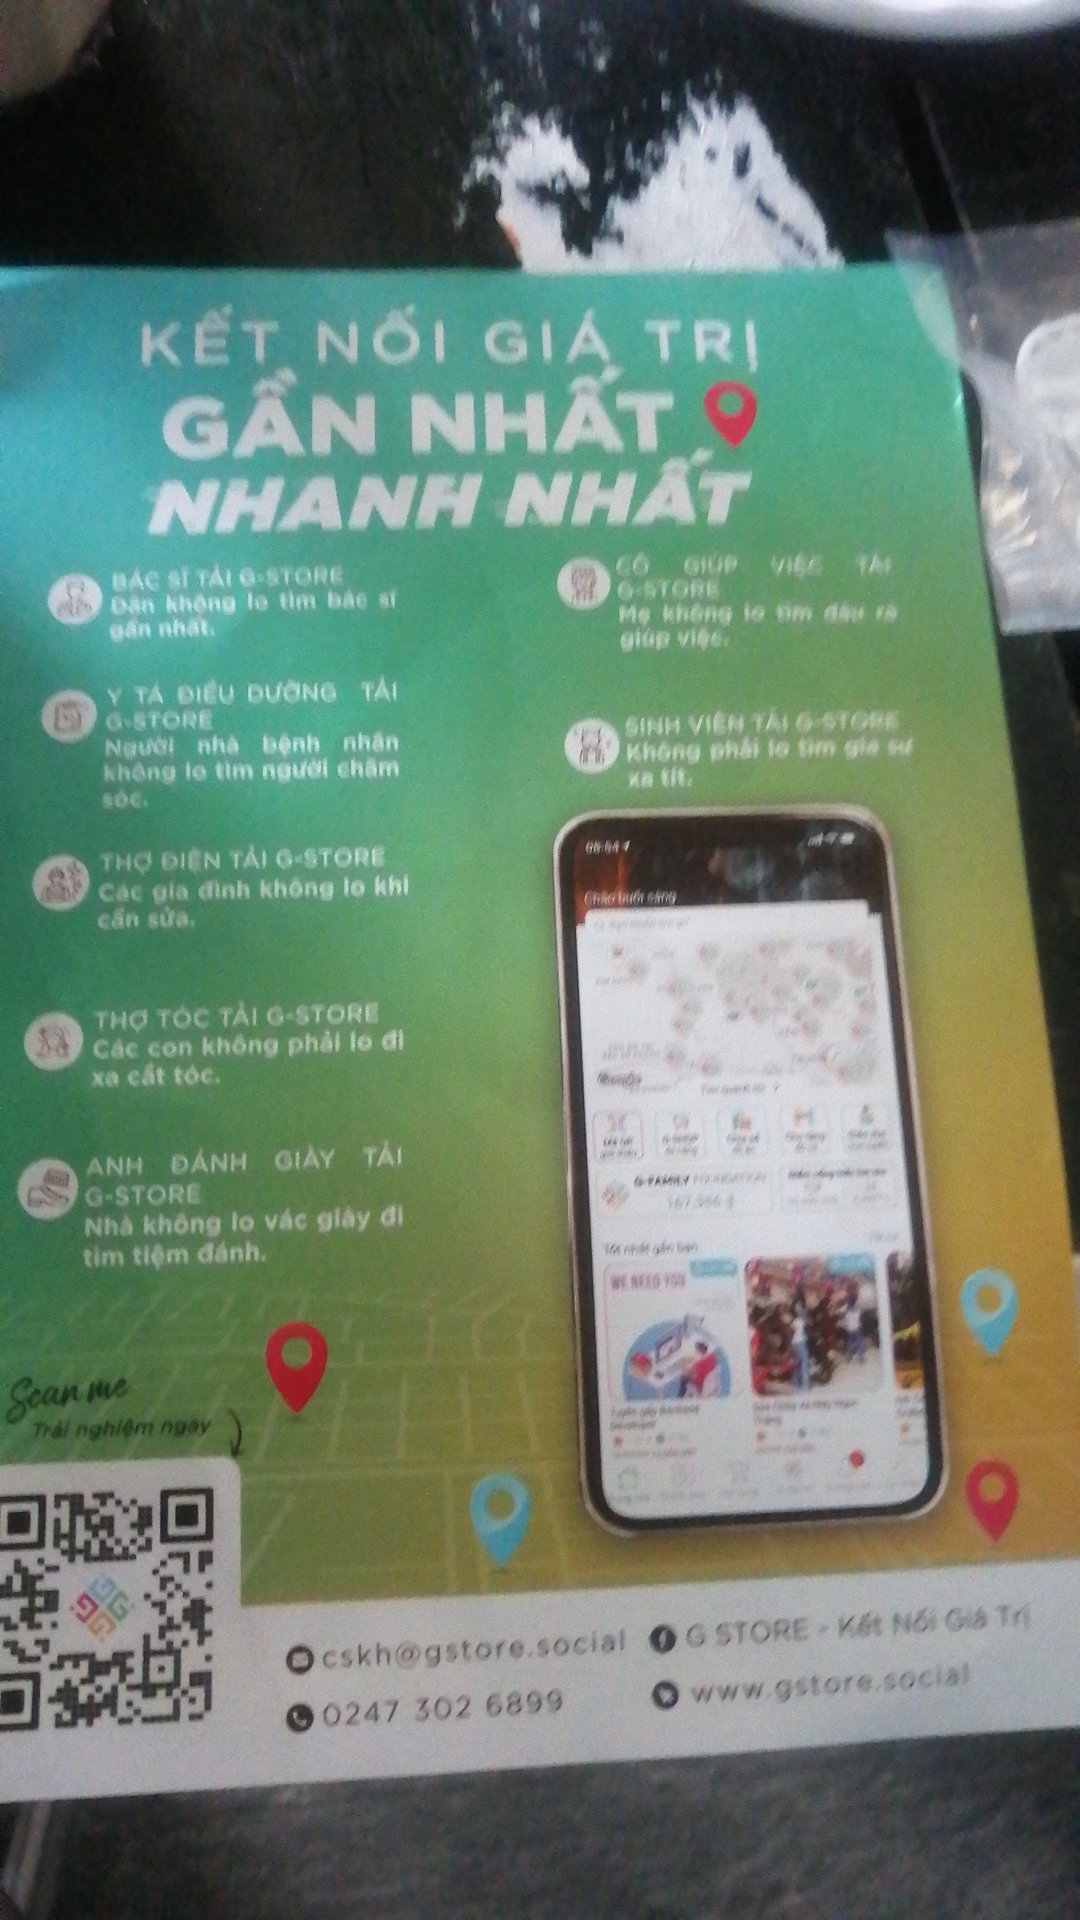 KẾT NỐI GIÁ TRỊ
GẦN NHẤT
NHANH NHẤT
BÁC SĨ TẢI G-STORE
Dân không lo tìm bác sĩ
gần nhất.
Y TÁ ĐIỀU DƯỠNG TẢI
G-STORE
Người nhà bệnh nhân
không lo tìm người chăm
sóc.
THỢ ĐIỆN TẢI G-STORE
Các gia đình không lo khi
cần sửa.
THỢ TÓC TẢI G-STORE
Các con không phải lo đi
xa cắt tóc.
ANH ĐÁNH GIÀY TẢI
G-STORE
Nhà không lo vác giày đi
tìm tiệm đánh.
CÔ GIÚP VIỆC TẢI
G-STORE
Mẹ không lo tìm đâu ra
giúp việc.
SINH VIÊN TẢI G-STORE
Không phải lo tìm gia sư
xa tít.
Chào buổi sáng
G-FAMILY FOUNDATION
Tốt nhất gần bạn
WE NEED YOU
Scan me
Trải nghiệm ngay
cskh@gstore.social
0247 302 6899
G STORE - Kết Nối Giá Trị
www.gstore.social